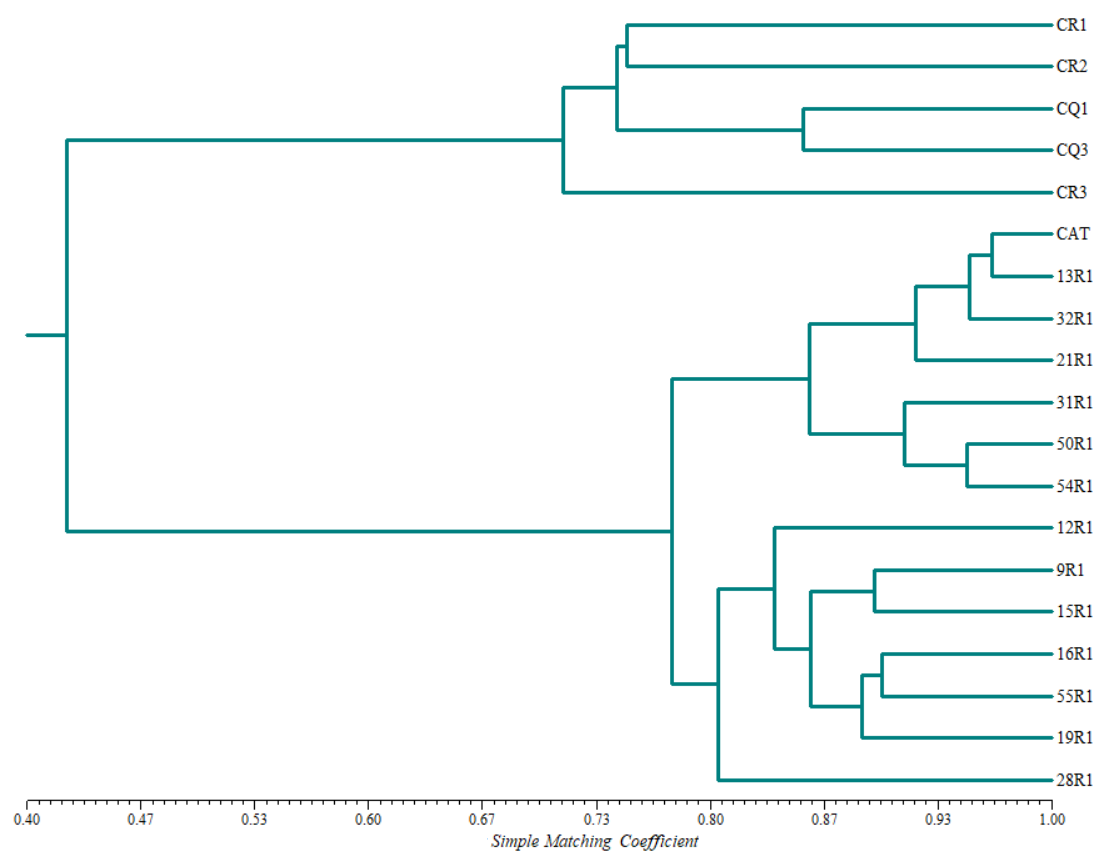 CR1
CR2
CQ1
CQ3
CR3
CAT
13R1
32R1
21R1
31R1
50R1
54R1
12R1
9R1
15R1
16R1
55R1
19R1
28R1
0.40 0.47 0.53 0.60 0.67 0.73 0.80 0.87 0.93 1.00
Simple Matching Coefficient